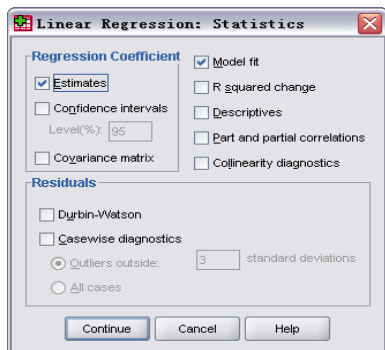 Linear Regression: Statistics
Regression Coefficient
Estimates
Confidence intervals
Level(%): 95
Covariance matrix
Model fit
R squared change
Descriptives
Part and partial correlations
Collinearity diagnostics
Residuals
Durbin-Watson
Casewise diagnostics
Outliers outside: 3 standard deviations
All cases
Continue Cancel Help